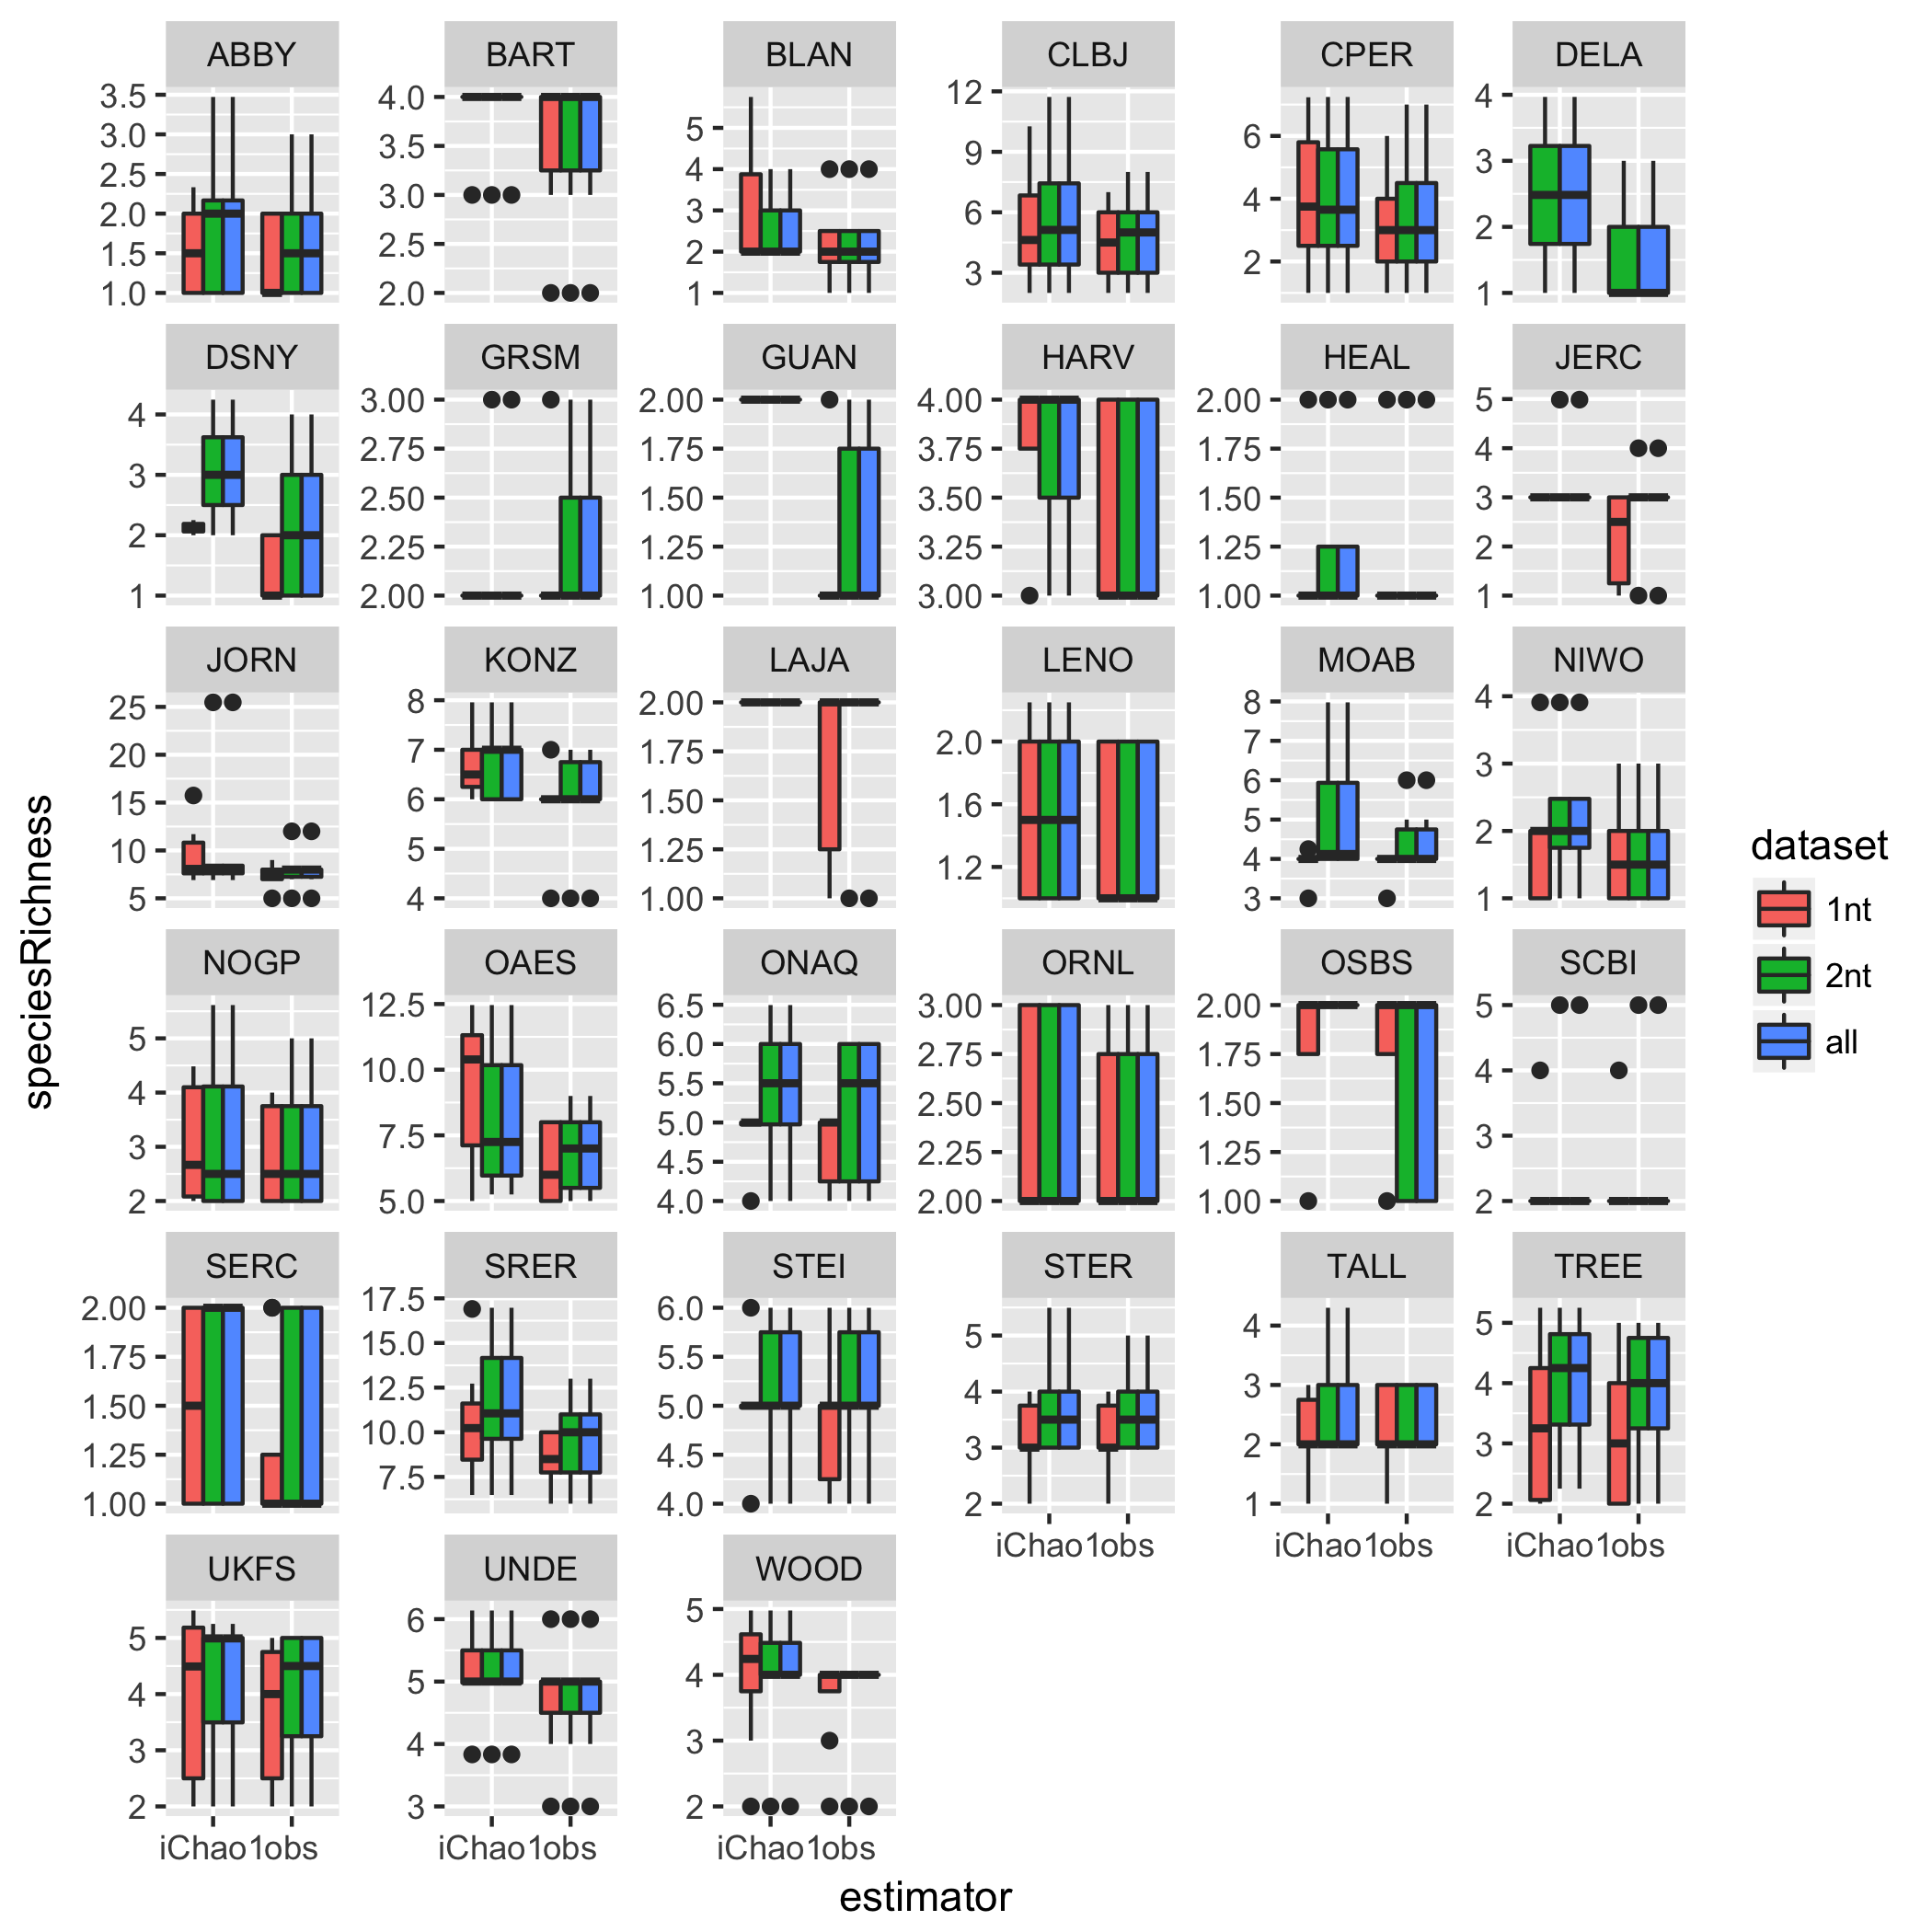 ABBY BART BLAN CLBJ CPER DELA
3.5 3.0 2.5 2.0 1.5 1.0
4.0 3.5 3.0 2.5 2.0
5 4 3 2 1
12 9 6 3
6 4 2
4 3 2 1
DSNY GRSM GUAN HARV HEAL JERC
4 3 2 1
3.00 2.75 2.50 2.25 2.00
2.00 1.75 1.50 1.25 1.00
4.00 3.75 3.50 3.25 3.00
2.00 1.75 1.50 1.25 1.00
5 4 3 2 1
JORN KONZ LAJA LENO MOAB NIWO
25 20 15 10 5
8 7 6 5 4
2.00 1.75 1.50 1.25 1.00
2.0 1.6 1.2
8 7 6 5 4 3
4 3 2 1
NOGP OAES ONAQ ORNL OSBS SCBI
5 4 3 2
12.5 10.0 7.5 5.0
6.5 6.0 5.5 5.0 4.5 4.0
3.00 2.75 2.50 2.25 2.00
2.00 1.75 1.50 1.25 1.00
5 4 3 2
SERC SRER STEI STER TALL TREE
2.00 1.75 1.50 1.25 1.00
17.5 15.0 12.5 10.0 7.5
6.0 5.5 5.0 4.5 4.0
5 4 3 2
4 3 2 1
5 4 3 2
iChao1obs iChao1obs iChao1obs
UKFS UNDE WOOD
5 4 3 2
6 5 4 3
5 4 3 2
iChao1obs iChao1obs iChao1obs
estimator
speciesRichness
dataset
1nt
2nt
all